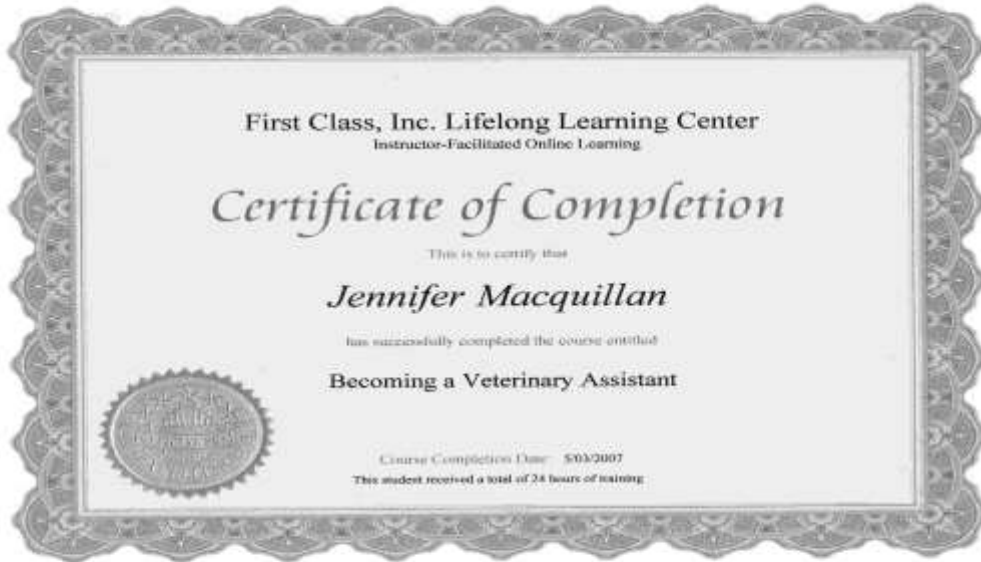 First Class, Inc. Lifelong Learning Center
Instructor-Facilitated Online Learning
Certificate of Completion
This is to certify that
Jennifer Macquillan
has successfully completed the course entitled
Becoming a Veterinary Assistant
Course Completion Date: 5/03/2007
This student received a total of 24 hours of training